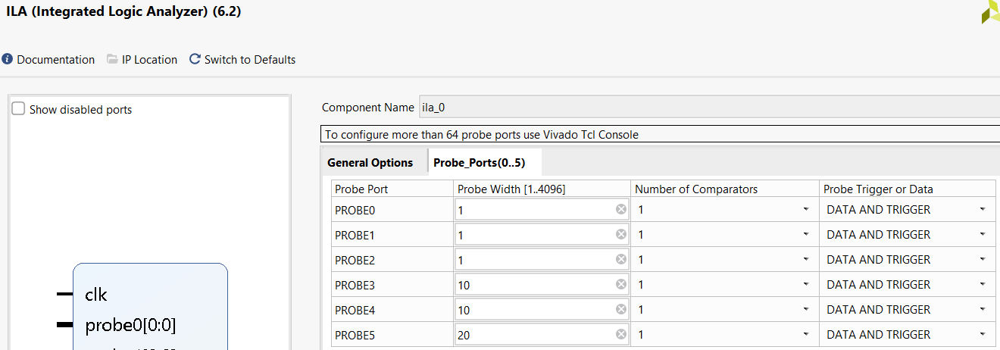 ILA (Integrated Logic Analyzer) (6.2)
Documentation IP Location Switch to Defaults
Show disabled ports
clk
probe0[0:0]
Component Name ila_0
To configure more than 64 probe ports use Vivado Tcl Console
General Options Probe_Ports(0..5)
Probe Port Probe Width [1..4096] Number of Comparators Probe Trigger or Data
PROBE0 1 1 DATA AND TRIGGER
PROBE1 1 1 DATA AND TRIGGER
PROBE2 1 1 DATA AND TRIGGER
PROBE3 10 1 DATA AND TRIGGER
PROBE4 10 1 DATA AND TRIGGER
PROBE5 20 1 DATA AND TRIGGER